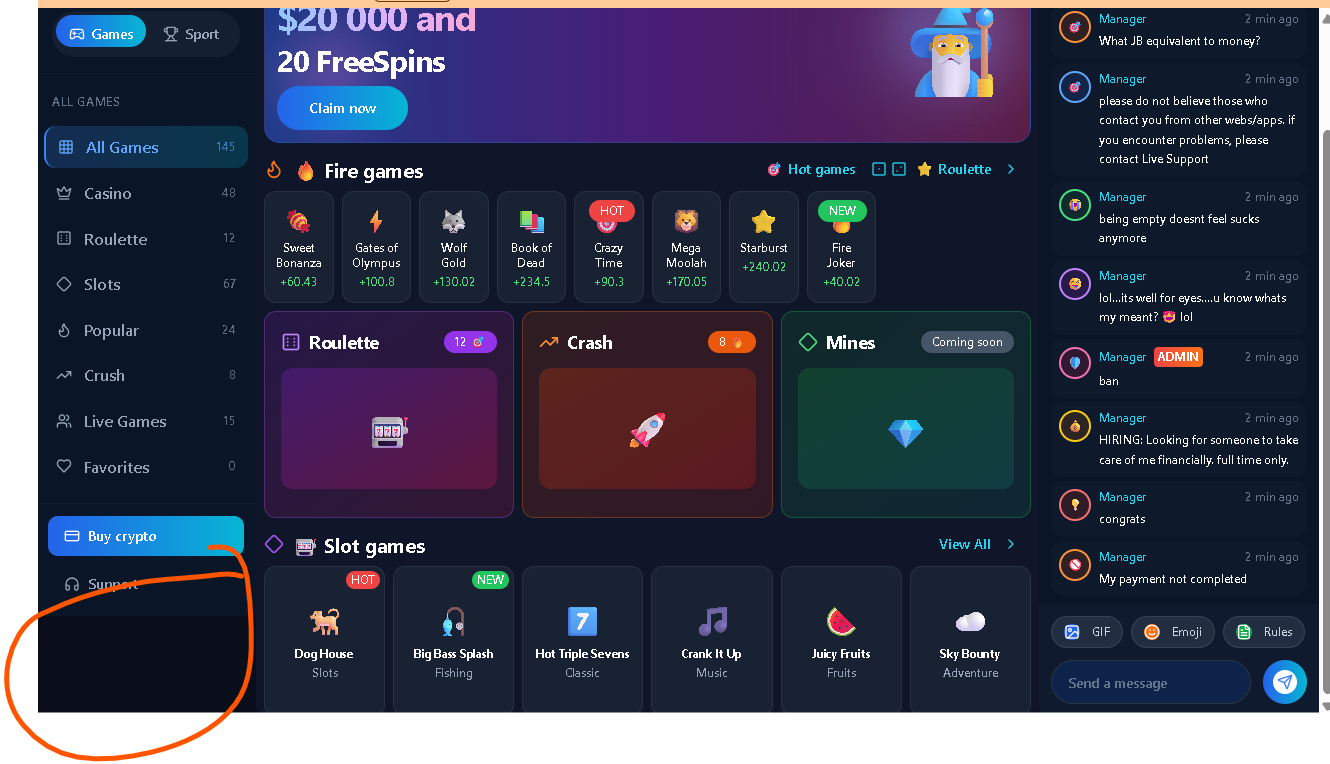 Games
Sport
ALL GAMES
All Games 145
Casino 48
Roulette 12
Slots 67
Popular 24
Crush 8
Live Games 15
Favorites 0
Buy crypto
Support
$20 000 and
20 FreeSpins
Claim now
Fire games
Hot games
Roulette
Sweet
Bonanza
+60.43
Gates of
Olympus
+100.8
Wolf
Gold
+130.02
Book of
Dead
+234.5
HOT
Crazy
Time
+90.3
Mega
Moolah
+170.05
Starburst
+240.02
NEW
Fire
Joker
+40.02
Roulette 12
Crash 8
Mines Coming soon
Slot games
View All
HOT
Dog House
Slots
NEW
Big Bass Splash
Fishing
7
Hot Triple Sevens
Classic
Crank It Up
Music
Juicy Fruits
Fruits
Sky Bounty
Adventure
Manager 2 min ago
What JB equivalent to money?
Manager 2 min ago
please do not believe those who
contact you from other webs/apps. if
you encounter problems, please
contact Live Support
Manager 2 min ago
being empty doesnt feel sucks
anymore
Manager 2 min ago
lol...its well for eyes....u know whats
my meant? lol
Manager ADMIN 2 min ago
ban
Manager 2 min ago
HIRING: Looking for someone to take
care of me financially. full time only.
Manager 2 min ago
congrats
Manager 2 min ago
My payment not completed
GIF
Emoji
Rules
Send a message